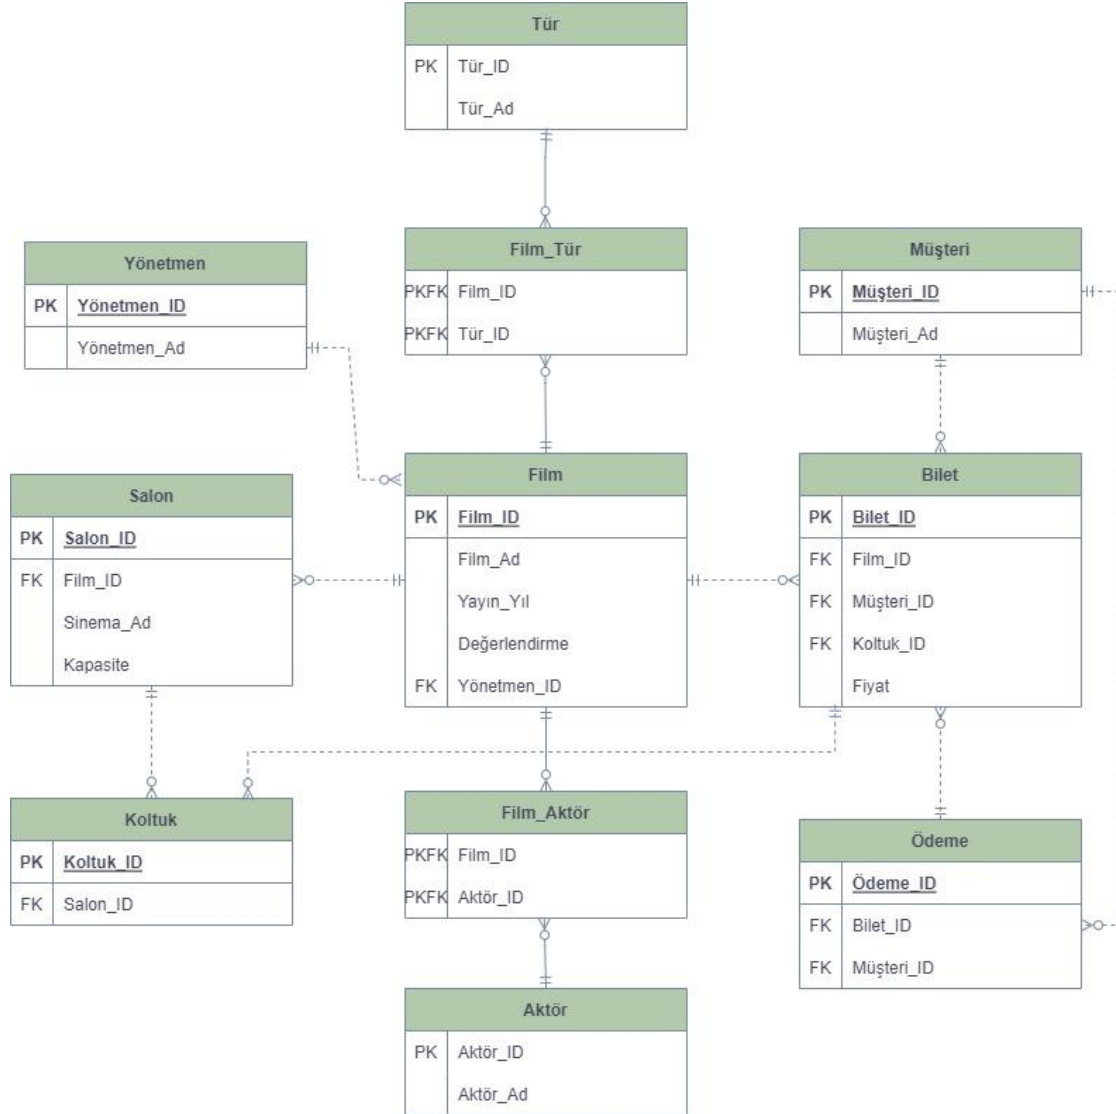 Tür
PK Tür_ID
Tür_Ad
Film_Tür
PKFK Film_ID
PKFK Tür_ID
Yönetmen
PK Yönetmen_ID
Yönetmen_Ad
Müşteri
PK Müşteri_ID
Müşteri_Ad
Salon
PK Salon_ID
FK Film_ID
Sinema_Ad
Kapasite
Film
PK Film_ID
Film_Ad
Yayın_Yıl
Değerlendirme
FK Yönetmen_ID
Bilet
PK Bilet_ID
FK Film_ID
FK Müşteri_ID
FK Koltuk_ID
Fiyat
Koltuk
PK Koltuk_ID
FK Salon_ID
Film_Aktör
PKFK Film_ID
PKFK Aktör_ID
Ödeme
PK Ödeme_ID
FK Bilet_ID
FK Müşteri_ID
Aktör
PK Aktör_ID
Aktör_Ad